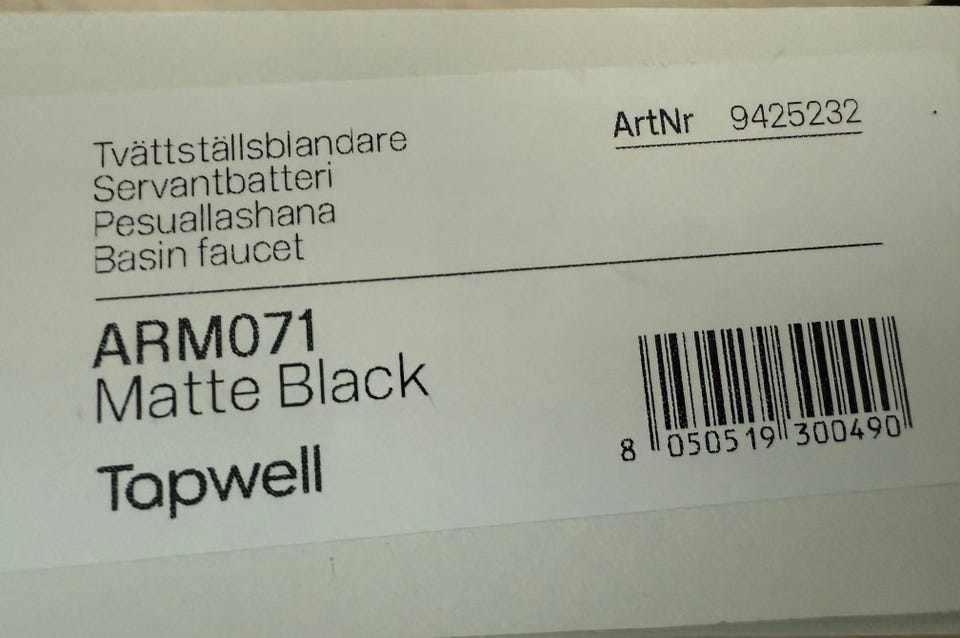 Tvättställsblandare
Servantbatteri
Pesuallashana
Basin faucet
ArtNr 9425232
ARM071
Matte Black
Tapwell
8 050519 300490